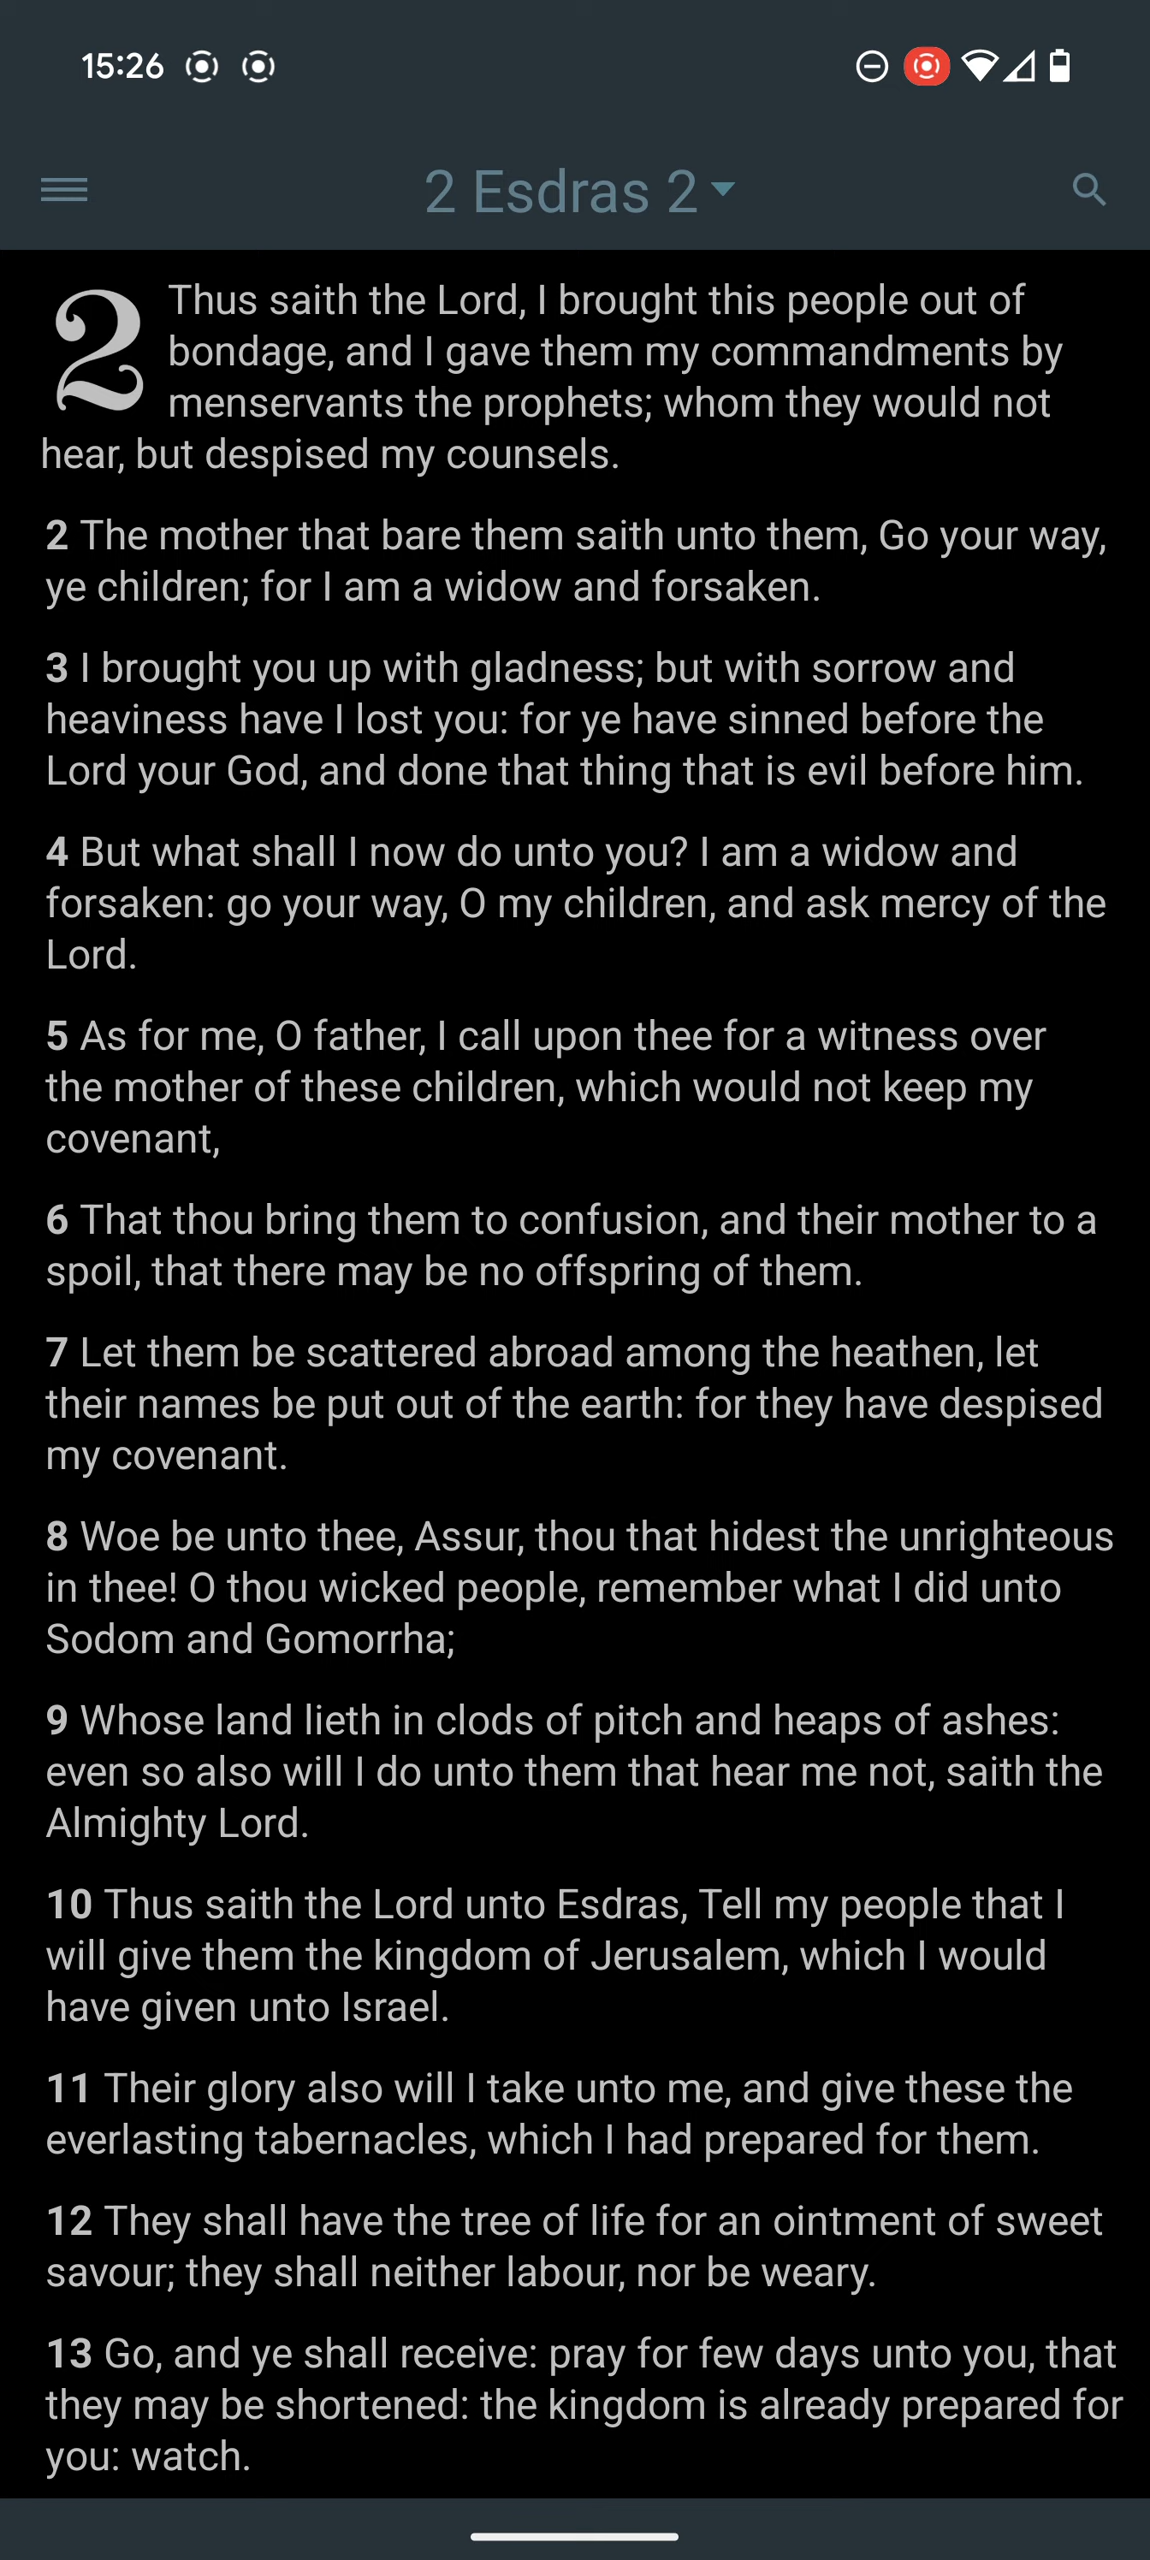 15:26
2 Esdras 2
2 Thus saith the Lord, I brought this people out of
bondage, and I gave them my commandments by
menservants the prophets; whom they would not
hear, but despised my counsels.
2 The mother that bare them saith unto them, Go your way,
ye children; for I am a widow and forsaken.
3 I brought you up with gladness; but with sorrow and
heaviness have I lost you: for ye have sinned before the
Lord your God, and done that thing that is evil before him.
4 But what shall I now do unto you? I am a widow and
forsaken: go your way, O my children, and ask mercy of the
Lord.
5 As for me, O father, I call upon thee for a witness over
the mother of these children, which would not keep my
covenant,
6 That thou bring them to confusion, and their mother to a
spoil, that there may be no offspring of them.
7 Let them be scattered abroad among the heathen, let
their names be put out of the earth: for they have despised
my covenant.
8 Woe be unto thee, Assur, thou that hidest the unrighteous
in thee! O thou wicked people, remember what I did unto
Sodom and Gomorrha;
9 Whose land lieth in clods of pitch and heaps of ashes:
even so also will I do unto them that hear me not, saith the
Almighty Lord.
10 Thus saith the Lord unto Esdras, Tell my people that I
will give them the kingdom of Jerusalem, which I would
have given unto Israel.
11 Their glory also will I take unto me, and give these the
everlasting tabernacles, which I had prepared for them.
12 They shall have the tree of life for an ointment of sweet
savour; they shall neither labour, nor be weary.
13 Go, and ye shall receive: pray for few days unto you, that
they may be shortened: the kingdom is already prepared for
you: watch.